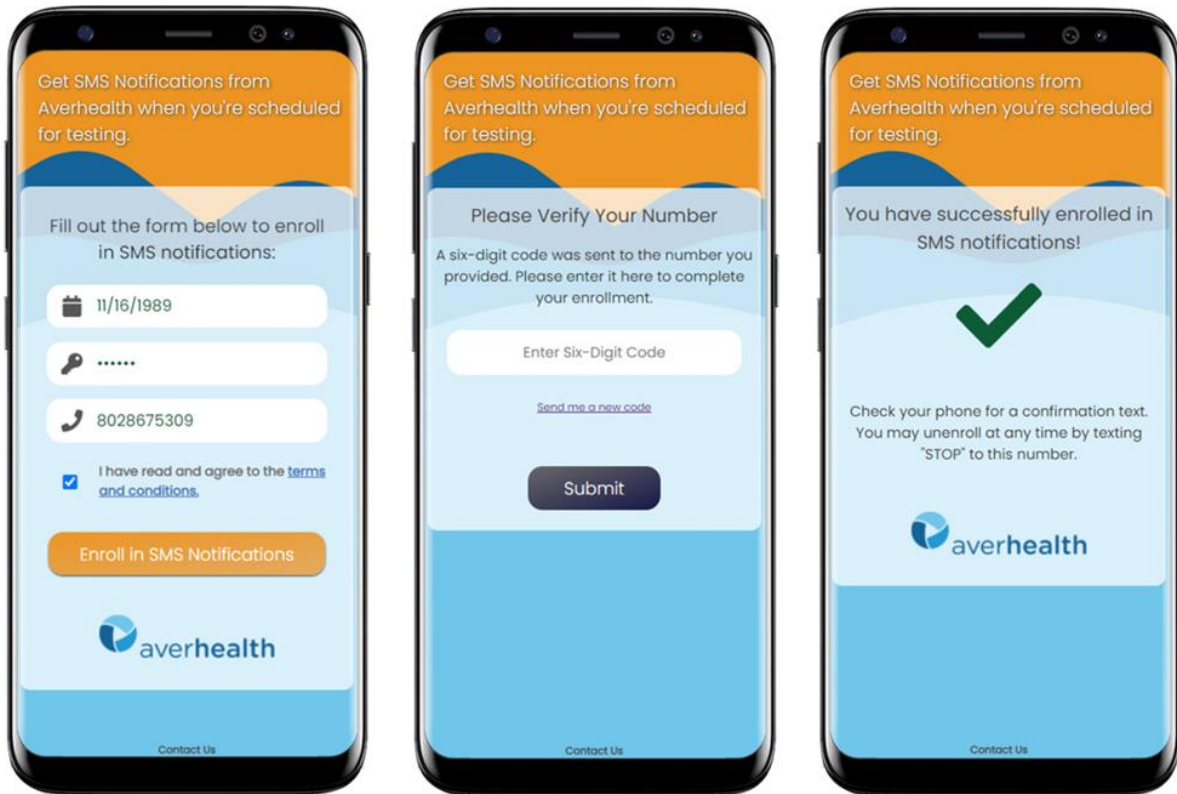 Get SMS Notifications from
Averhealth when you're scheduled
for testing.
Fill out the form below to enroll
in SMS notifications:
11/16/1989
••••••
8028675309
I have read and agree to the terms
and conditions.
Enroll in SMS Notifications
averhealth
Contact Us
Get SMS Notifications from
Averhealth when you're scheduled
for testing.
Please Verify Your Number
A six-digit code was sent to the number you
provided. Please enter it here to complete
your enrollment.
Enter Six-Digit Code
Send me a new code
Submit
Contact Us
Get SMS Notifications from
Averhealth when you're scheduled
for testing.
You have successfully enrolled in
SMS notifications!
Check your phone for a confirmation text.
You may unenroll at any time by texting
"STOP" to this number.
averhealth
Contact Us